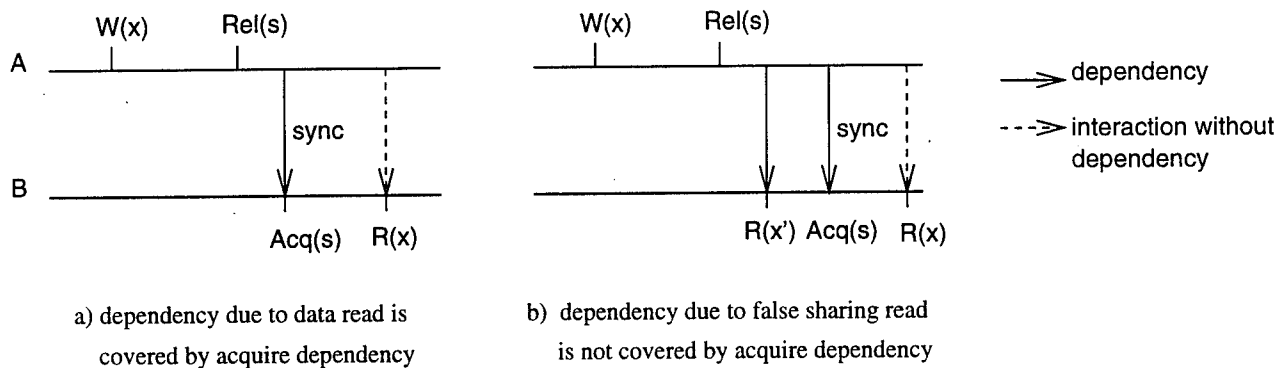 W(x) Rel(s)
A
sync
B
Acq(s) R(x)
a) dependency due to data read is
covered by acquire dependency
W(x) Rel(s)
sync
R(x') Acq(s) R(x)
b) dependency due to false sharing read
is not covered by acquire dependency
dependency
interaction without
dependency